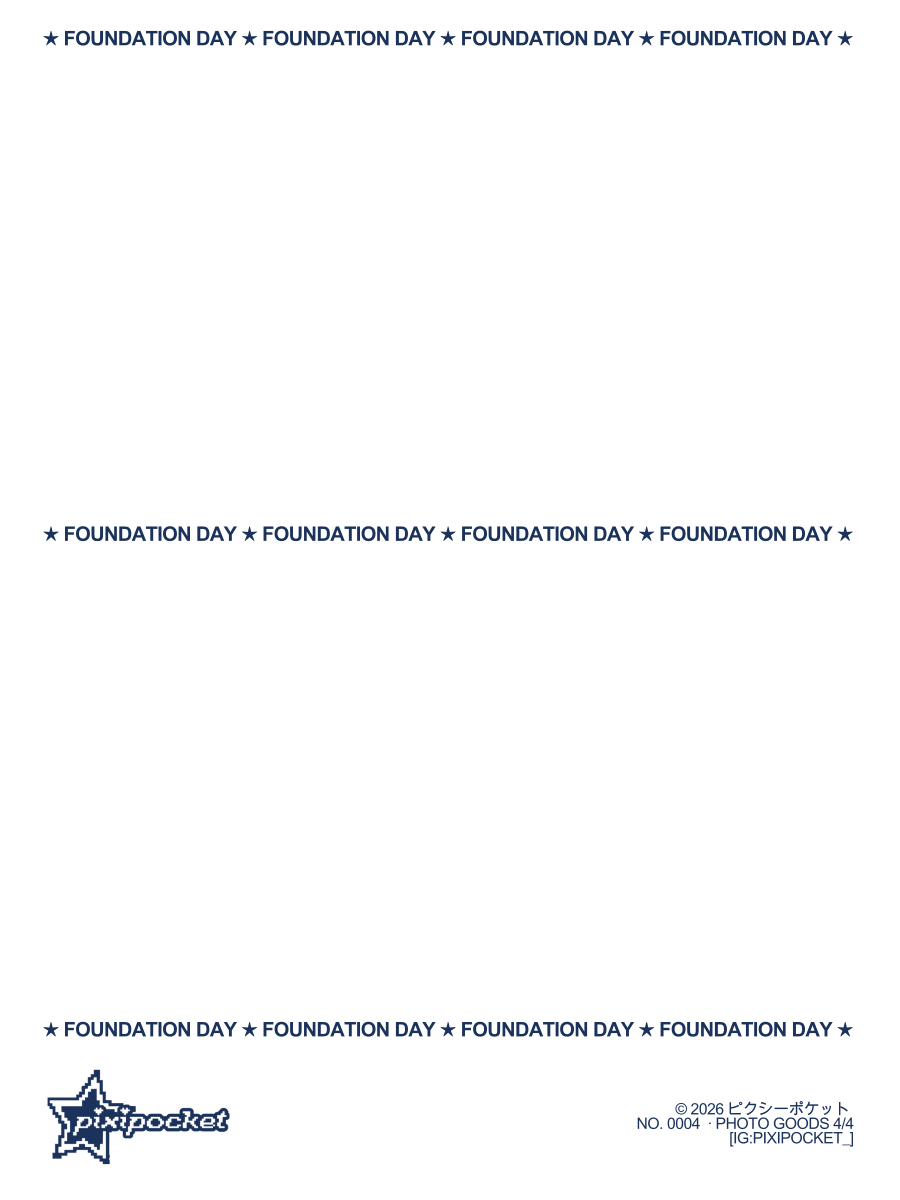 ★ FOUNDATION DAY ★ FOUNDATION DAY ★ FOUNDATION DAY ★ FOUNDATION DAY ★
★ FOUNDATION DAY ★ FOUNDATION DAY ★ FOUNDATION DAY ★ FOUNDATION DAY ★
★ FOUNDATION DAY ★ FOUNDATION DAY ★ FOUNDATION DAY ★ FOUNDATION DAY ★
pixipocket
© 2026 ピクシーポケット
NO. 0004 · PHOTO GOODS 4/4
[IG:PIXIPOCKET_]